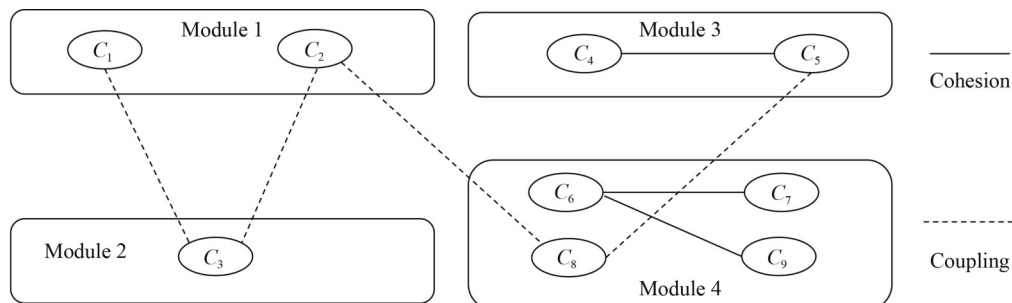 Module 1
C₁
C₂
Module 3
C₄
C₅
Cohesion
C₆
C₇
Module 2
C₃
C₈
C₉
Coupling
Module 4